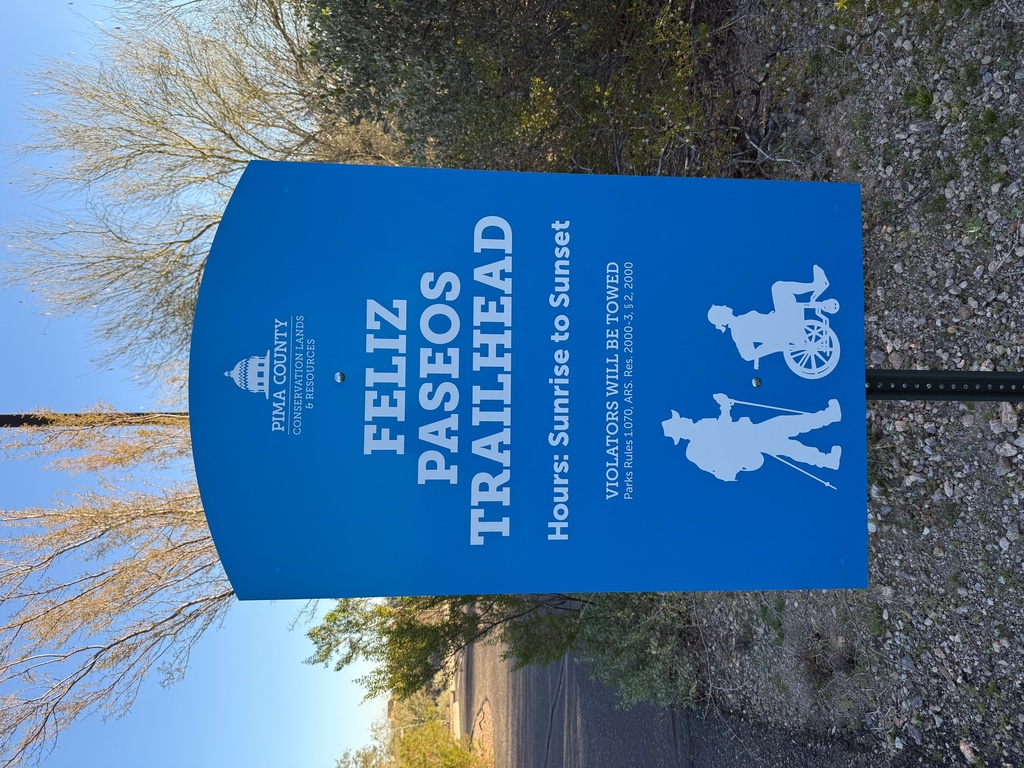 PIMA COUNTY
CONSERVATION LANDS
& RESOURCES
FELIZ
PASEOS
TRAILHEAD
Hours: Sunrise to Sunset
VIOLATORS WILL BE TOWED
Parks Rules 1.070, ARS. Res. 2000-3, § 2, 2000